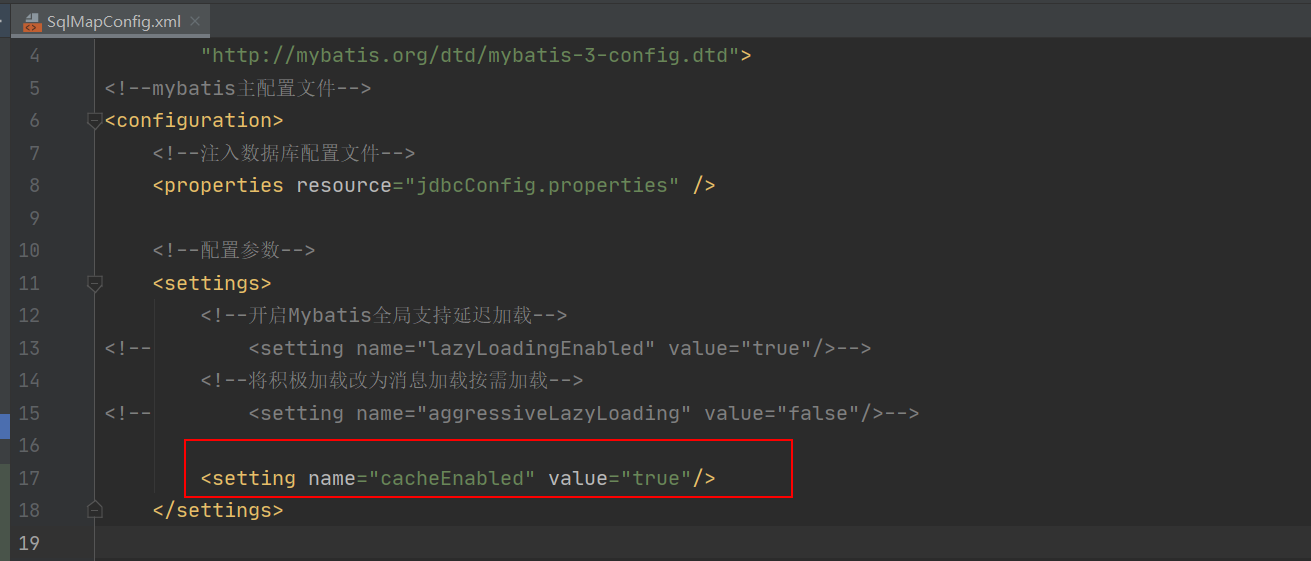 SqlMapConfig.xml
4 "http://mybatis.org/dtd/mybatis-3-config.dtd">
5 <!--mybatis主配置文件-->
6 <configuration>
7 <!--注入数据库配置文件-->
8 <properties resource="jdbcConfig.properties" />
9
10 <!--配置参数-->
11 <settings>
12 <!--开启Mybatis全局支持延迟加载-->
13 <!-- <setting name="lazyLoadingEnabled" value="true"/>-->
14 <!--将积极加载改为消息加载按需加载-->
15 <!-- <setting name="aggressiveLazyLoading" value="false"/>-->
16
17 <setting name="cacheEnabled" value="true"/>
18 </settings>
19